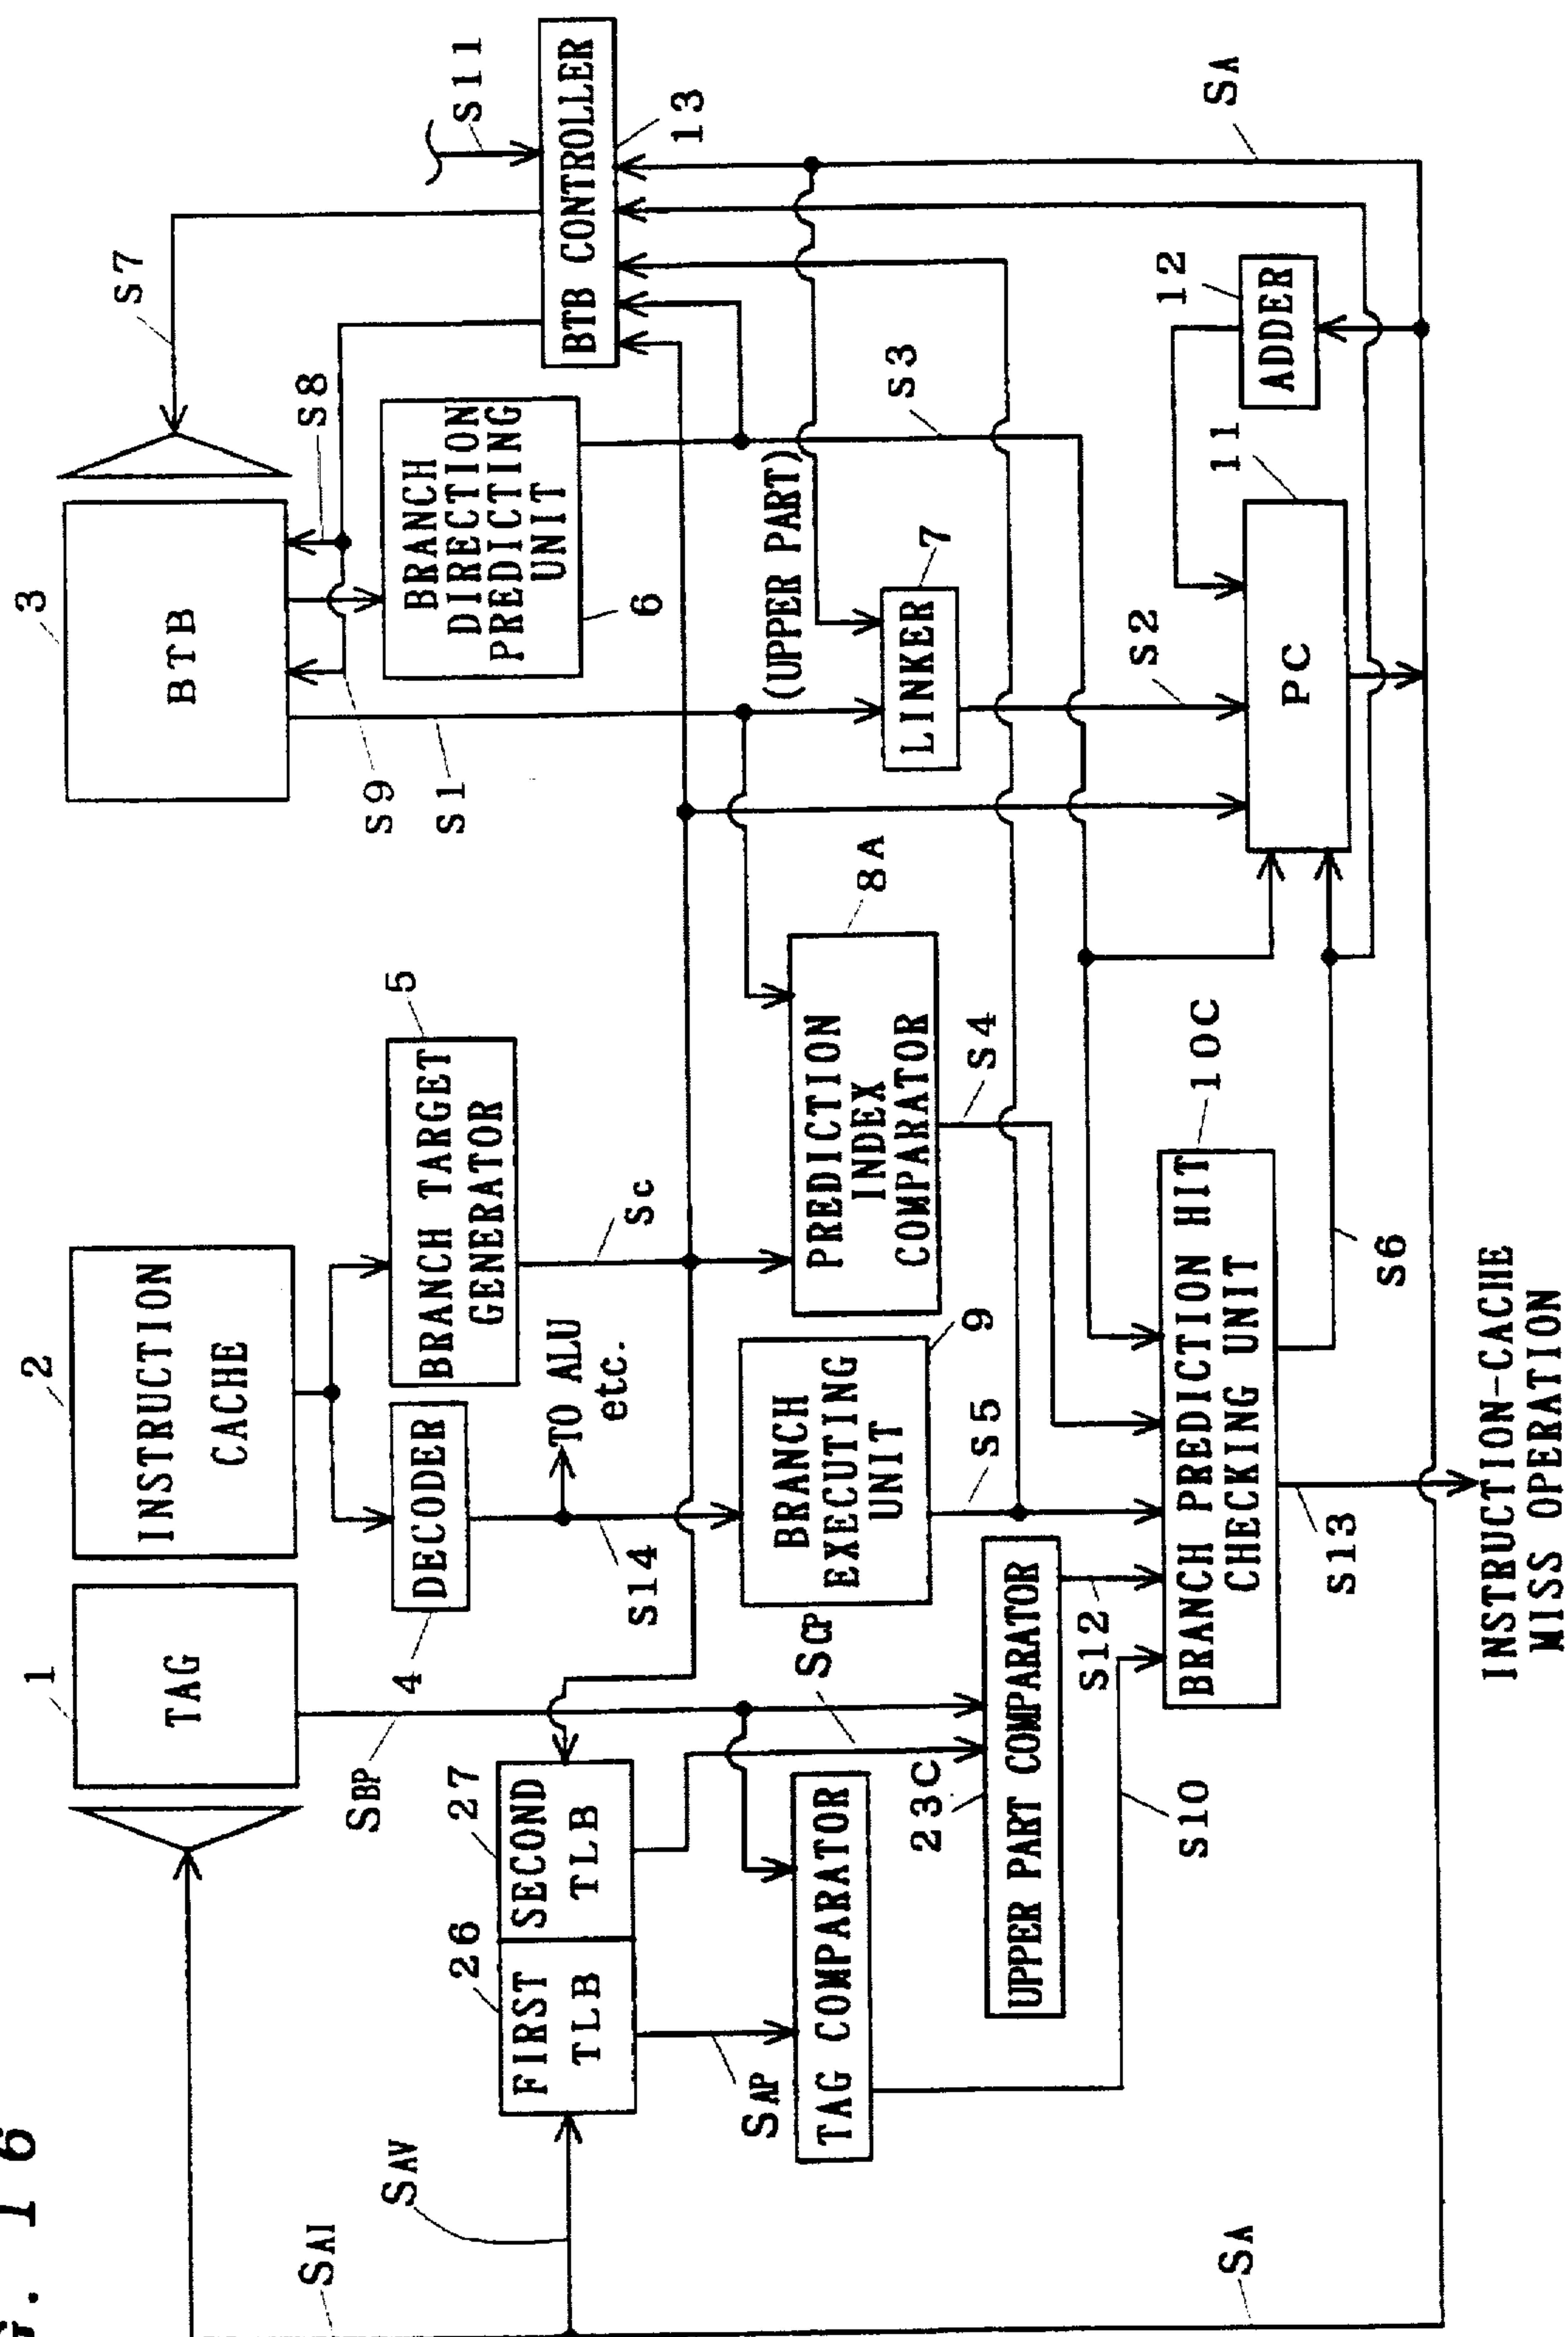 G. 16
1
TAG
2
INSTRUCTION
CACHE
3
BTB
S7
S8
S9
S1
S11
BTB CONTROLLER
13
SAI
SAV
SBP
4
DECODER
5
BRANCH TARGET
GENERATOR
BRANCH
DIRECTION
PREDICTING
UNIT
6
26
27
FIRST
TLB
SECOND
TLB
S14
TO ALU
etc.
SC
(UPPER PART)
SAP
SCP
TAG COMPARATOR
BRANCH
EXECUTING
UNIT
9
PREDICTION
INDEX
COMPARATOR
8A
LINKER
7
S3
SA
23C
UPPER PART COMPARATOR
S5
S4
S2
12
ADDER
S10
S12
BRANCH PREDICTION HIT
CHECKING UNIT
10C
PC
11
SA
S13
S6
INSTRUCTION-CACHE
MISS OPERATION